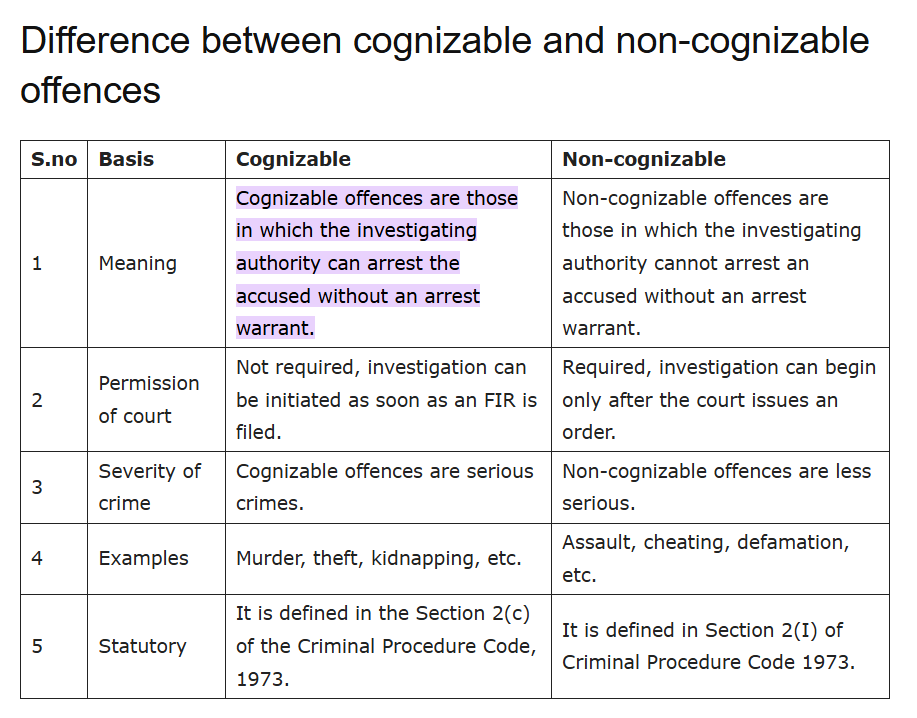 Difference between cognizable and non-cognizable
offences
S.no Basis Cognizable Non-cognizable
1
Meaning
Cognizable offences are those
in which the investigating
authority can arrest the
accused without an arrest
warrant.
Non-cognizable offences are
those in which the investigating
authority cannot arrest an
accused without an arrest
warrant.
2
Permission
of court
Not required, investigation can
be initiated as soon as an FIR is
filed.
Required, investigation can begin
only after the court issues an
order.
3
Severity of
crime
Cognizable offences are serious
crimes.
Non-cognizable offences are less
serious.
4
Examples
Murder, theft, kidnapping, etc.
Assault, cheating, defamation,
etc.
5
Statutory
It is defined in the Section 2(c)
of the Criminal Procedure Code,
1973.
It is defined in Section 2(I) of
Criminal Procedure Code 1973.